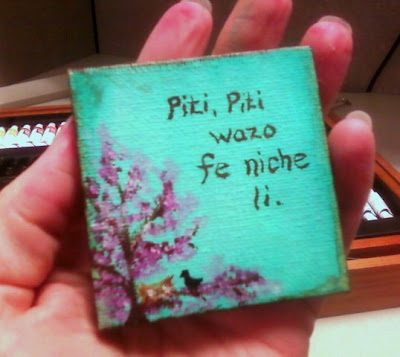 Piti, Piti
wazo
fe niche
li.